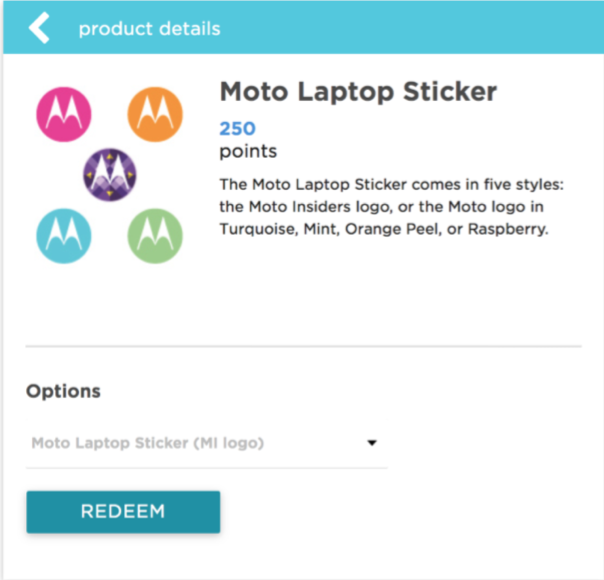 product details
Moto Laptop Sticker
250
points
The Moto Laptop Sticker comes in five styles:
the Moto Insiders logo, or the Moto logo in
Turquoise, Mint, Orange Peel, or Raspberry.
Options
Moto Laptop Sticker (MI logo)
REDEEM